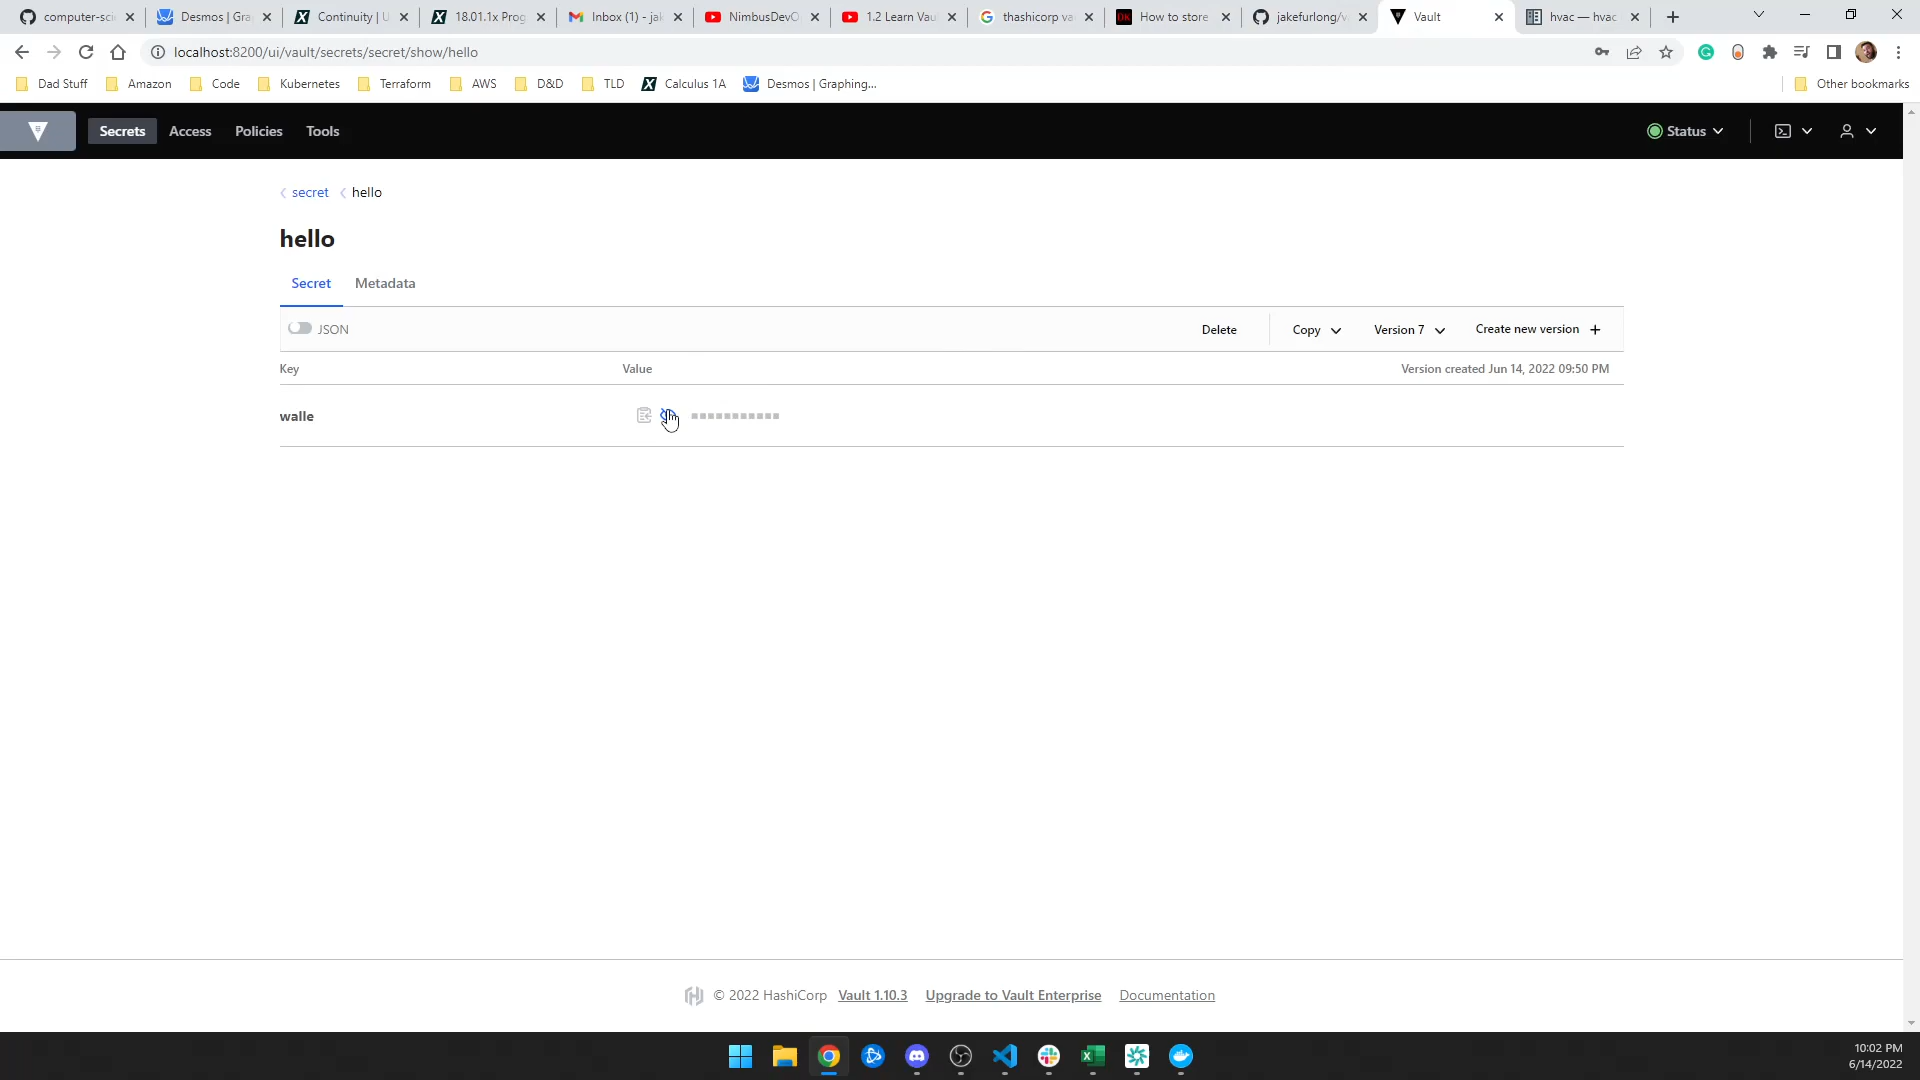 computer-sci
Desmos | Gra
Continuity | U
18.01.1x Prog
Inbox (1) - jak
NimbusDevO
1.2 Learn Vau
thashicorp va
How to store
jakefurlong/v
Vault
hvac — hvac
localhost:8200/ui/vault/secrets/secret/show/hello
Dad Stuff
Amazon
Code
Kubernetes
Terraform
AWS
D&D
TLD
Calculus 1A
Desmos | Graphing...
Other bookmarks
Secrets
Access
Policies
Tools
Status
secret
hello
hello
Secret
Metadata
JSON
Delete
Copy
Version 7
Create new version +
Key
Value
Version created Jun 14, 2022 09:50 PM
walle
© 2022 HashiCorp
Vault 1.10.3
Upgrade to Vault Enterprise
Documentation
10:02 PM
6/14/2022